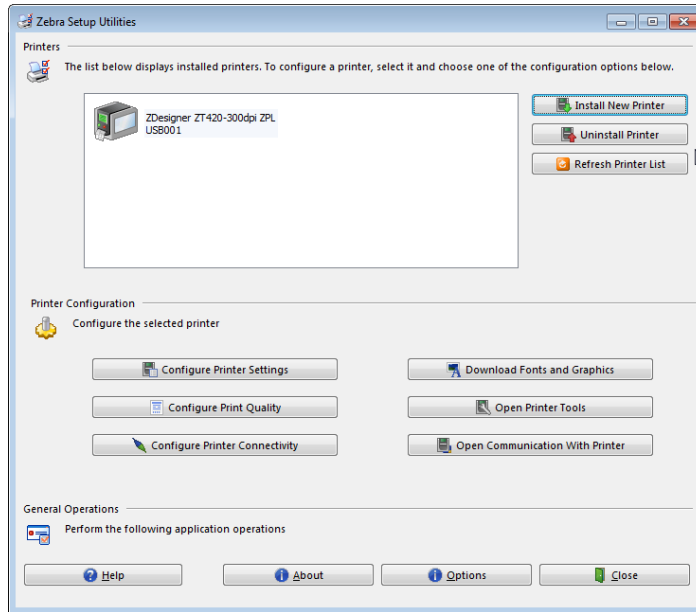 Zebra Setup Utilities
Printers
The list below displays installed printers. To configure a printer, select it and choose one of the configuration options below.
ZDesigner ZT420-300dpi ZPL
USB001
Install New Printer
Uninstall Printer
Refresh Printer List
Printer Configuration
Configure the selected printer
Configure Printer Settings
Download Fonts and Graphics
Configure Print Quality
Open Printer Tools
Configure Printer Connectivity
Open Communication With Printer
General Operations
Perform the following application operations
Help
About
Options
Close